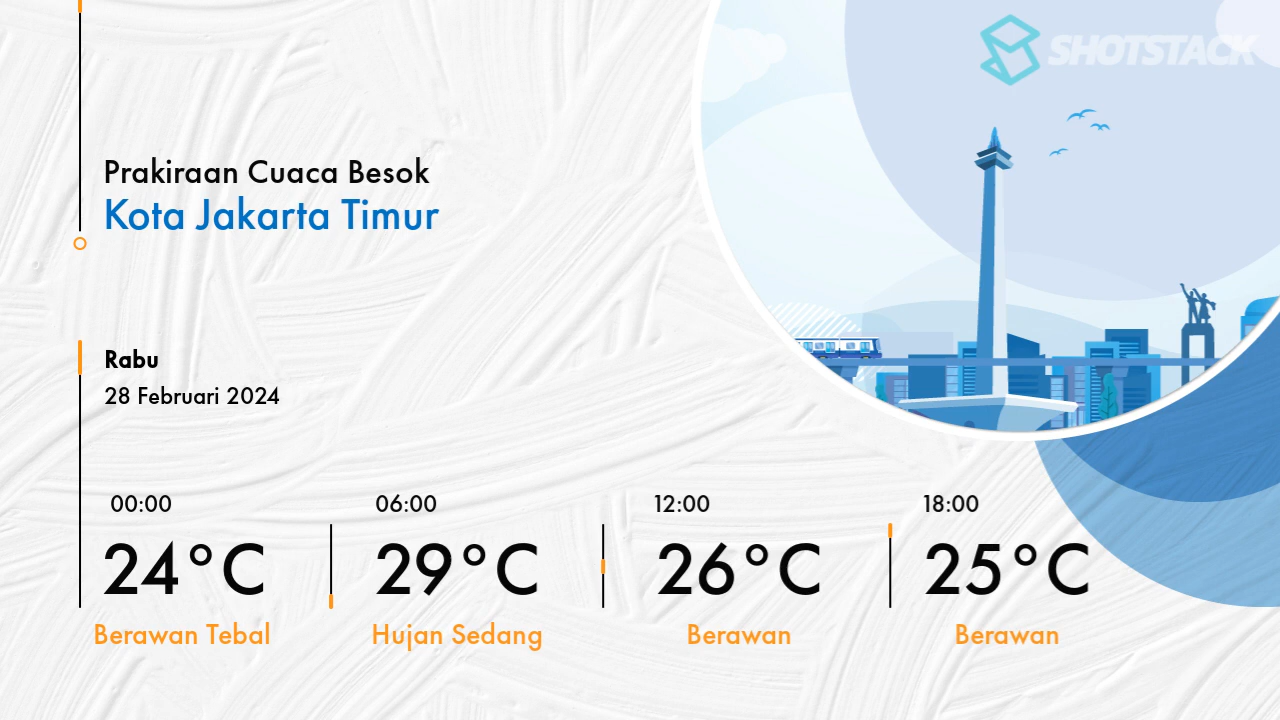 SHOTSTACK
Prakiraan Cuaca Besok
Kota Jakarta Timur
Rabu
28 Februari 2024
00:00
06:00
12:00
18:00
24°C
29°C
26°C
25°C
Berawan Tebal
Hujan Sedang
Berawan
Berawan